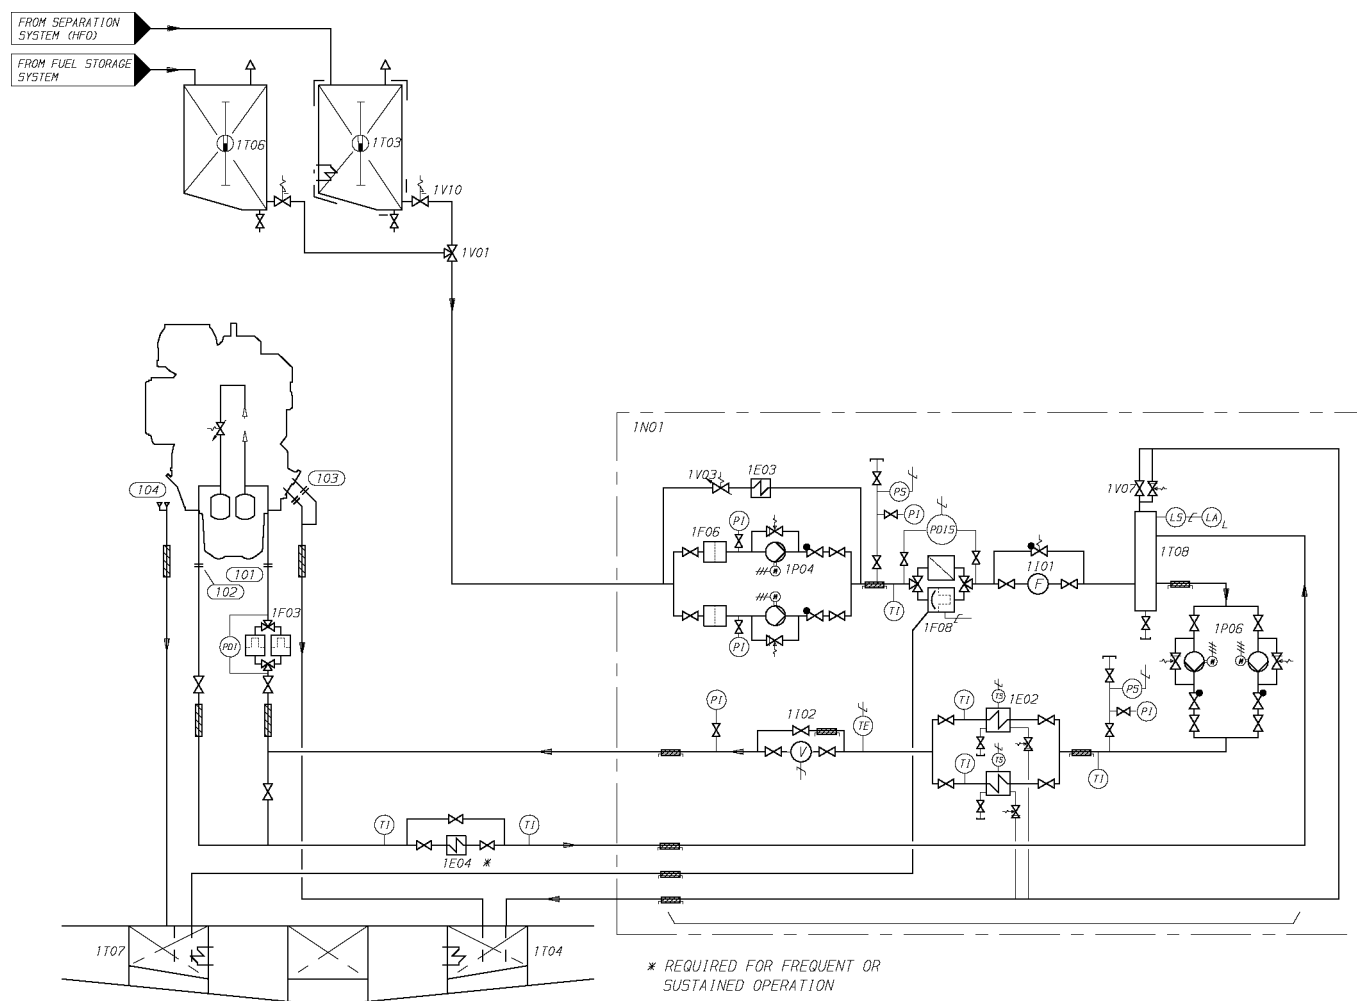 FROM SEPARATION
SYSTEM (HFO)
FROM FUEL STORAGE
SYSTEM
1T06
1T03
1V10
1V01
1N01
104
103
101
102
1F03
PDI
1V03
1E03
1F06
PI
1P04
PI
PS
PI
PDIS
TI
1F08
1I01
F
1V07
LS
LA
L
1T08
1P06
PS
PI
TI
1E02
TI
TS
TI
TS
TE
1I02
V
PI
TI
TI
1E04
*
1T07
1T04
* REQUIRED FOR FREQUENT OR
SUSTAINED OPERATION